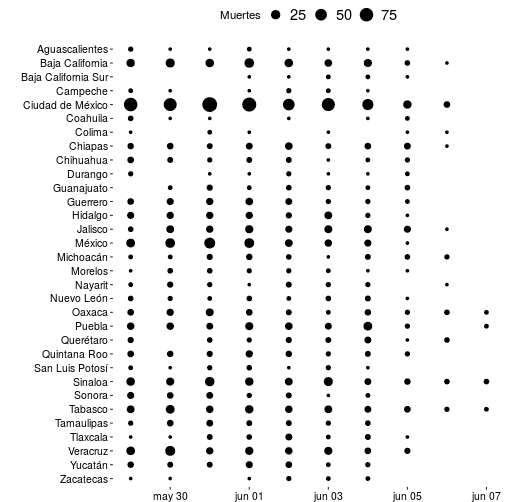 Muertes 25 50 75
Aguascalientes
Baja California
Baja California Sur
Campeche
Ciudad de México
Coahuila
Colima
Chiapas
Chihuahua
Durango
Guanajuato
Guerrero
Hidalgo
Jalisco
México
Michoacán
Morelos
Nayarit
Nuevo León
Oaxaca
Puebla
Querétaro
Quintana Roo
San Luis Potosí
Sinaloa
Sonora
Tabasco
Tamaulipas
Tlaxcala
Veracruz
Yucatán
Zacatecas
may 30 jun 01 jun 03 jun 05 jun 07